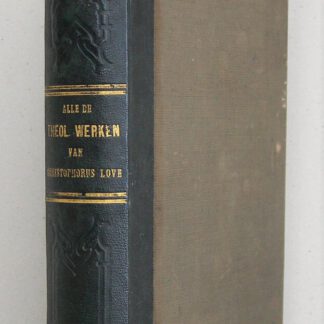 ALLE DE
THEOL. WERKEN
VAN
CHRISTOPHORUS LOVE